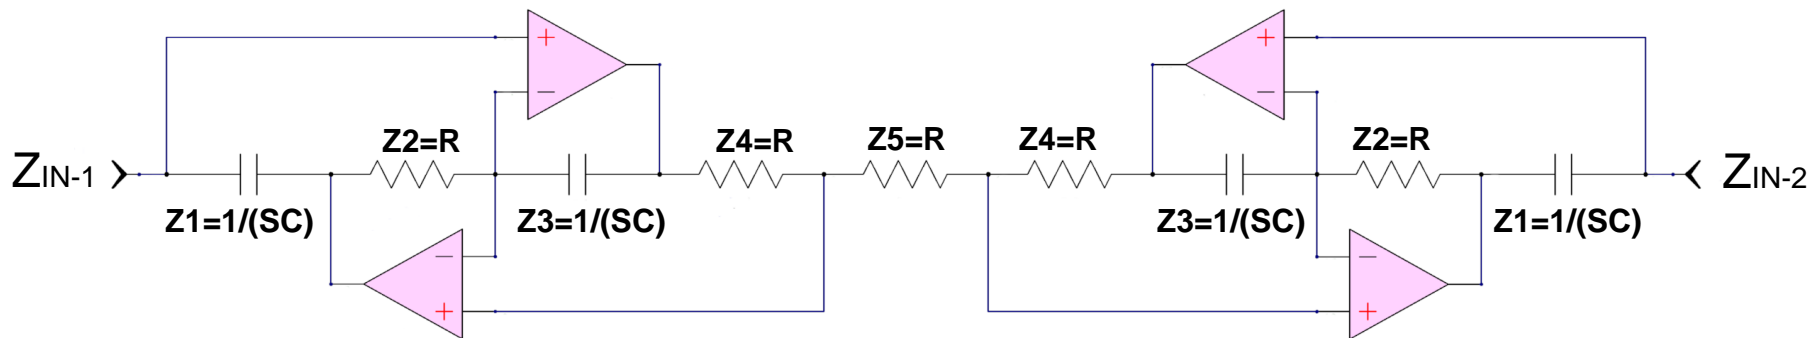 + +
− −
Z2=R Z4=R Z5=R Z4=R Z2=R
ZIN-1 ZIN-2
Z1=1/(SC) Z3=1/(SC) Z3=1/(SC) Z1=1/(SC)
− −
+ +